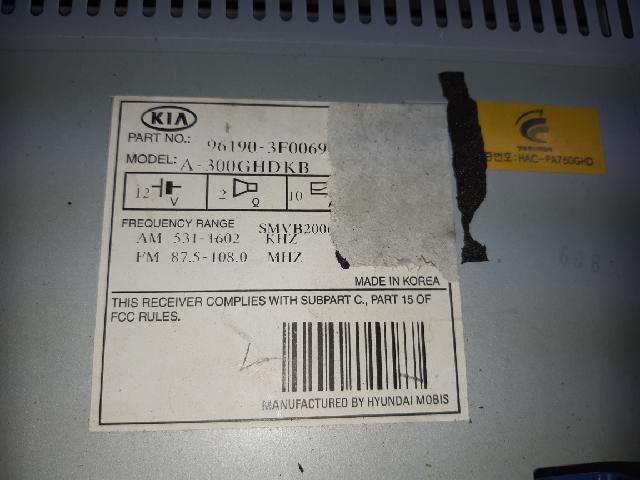 KIA
PART NO.: 96190-3F0069
MODEL: A-300GHDKB
12 V 2 Ω 10
FREQUENCY RANGE SMVB200
AM 531-1602 KHZ
FM 87.5-108.0 MHZ
MADE IN KOREA
THIS RECEIVER COMPLIES WITH SUBPART C., PART 15 OF
FCC RULES.
MANUFACTURED BY HYUNDAI MOBIS
번호: HAC-PA760GHD